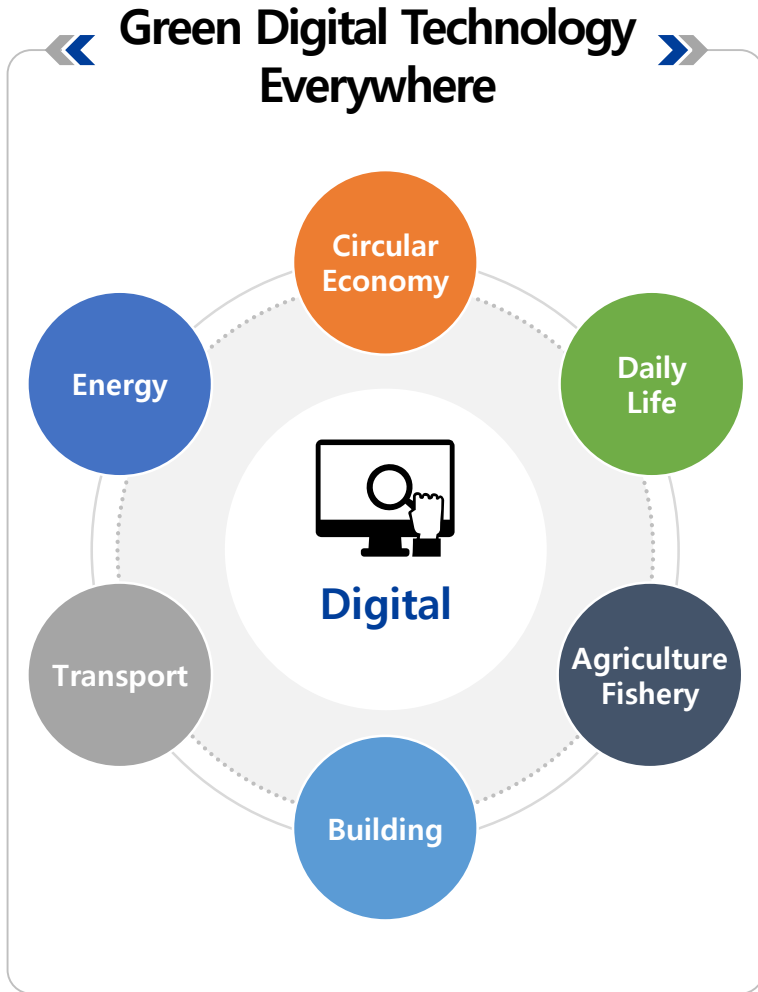 Green Digital Technology
Everywhere
Circular
Economy
Energy
Daily
Life
Digital
Transport
Agriculture
Fishery
Building